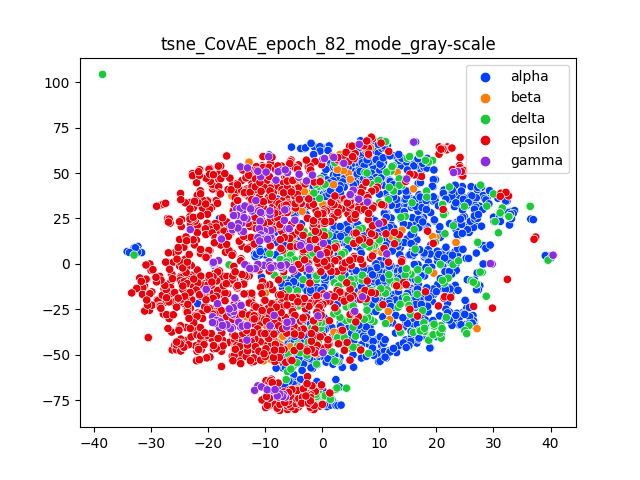 tsne_CovAE_epoch_82_mode_gray-scale
alpha
beta
delta
epsilon
gamma
100
75
50
25
0
−25
−50
−75
−40 −30 −20 −10 0 10 20 30 40